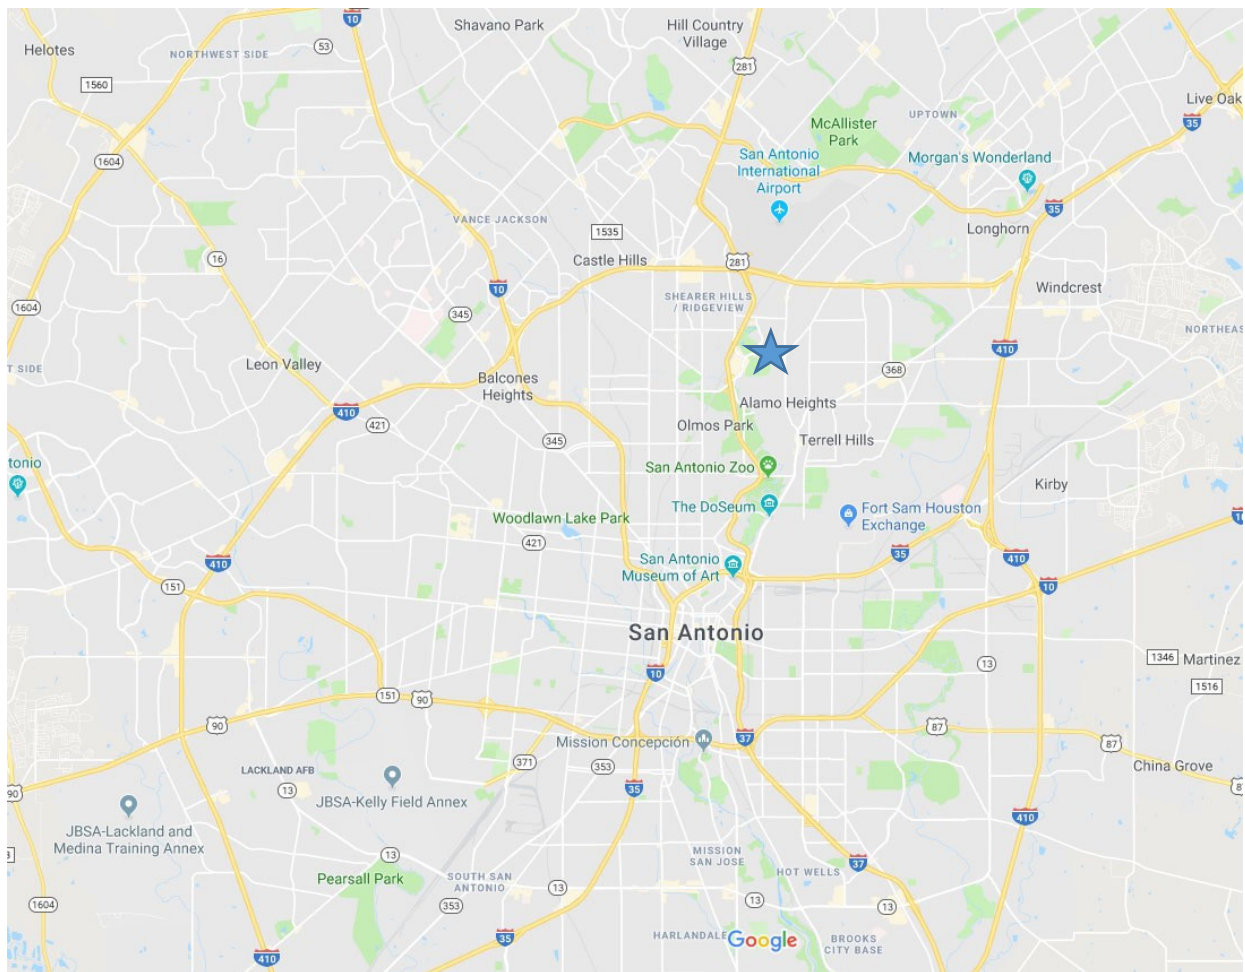 10
Shavano Park
Hill Country
Village
Helotes
NORTHWEST SIDE
53
281
1560
Live Oak
35
McAllister
Park
UPTOWN
1604
San Antonio
International
Airport
Morgan's Wonderland
35
VANCE JACKSON
1535
Longhorn
16
Castle Hills
281
10
Windcrest
SHEARER HILLS
/ RIDGEVIEW
1604
345
NORTHEAS
410
Leon Valley
T SIDE
368
Balcones
Heights
410
Alamo Heights
421
Olmos Park
345
Terrell Hills
tonio
San Antonio Zoo
Kirby
The DoSeum
Fort Sam Houston
Exchange
Woodlawn Lake Park
10
421
35
San Antonio
Museum of Art
410
410
151
10
San Antonio
13
1346
Martinez
10
1516
151
90
90
87
Mission Concepción
37
87
371
353
China Grove
LACKLAND AFB
13
JBSA-Kelly Field Annex
35
90
87
JBSA-Lackland and
Medina Training Annex
410
13
MISSION
SAN JOSE
37
HOT WELLS
Pearsall Park
SOUTH SAN
ANTONIO
13
353
13
13
1604
35
HARLANDALE
Google
BROOKS
CITY BASE
410